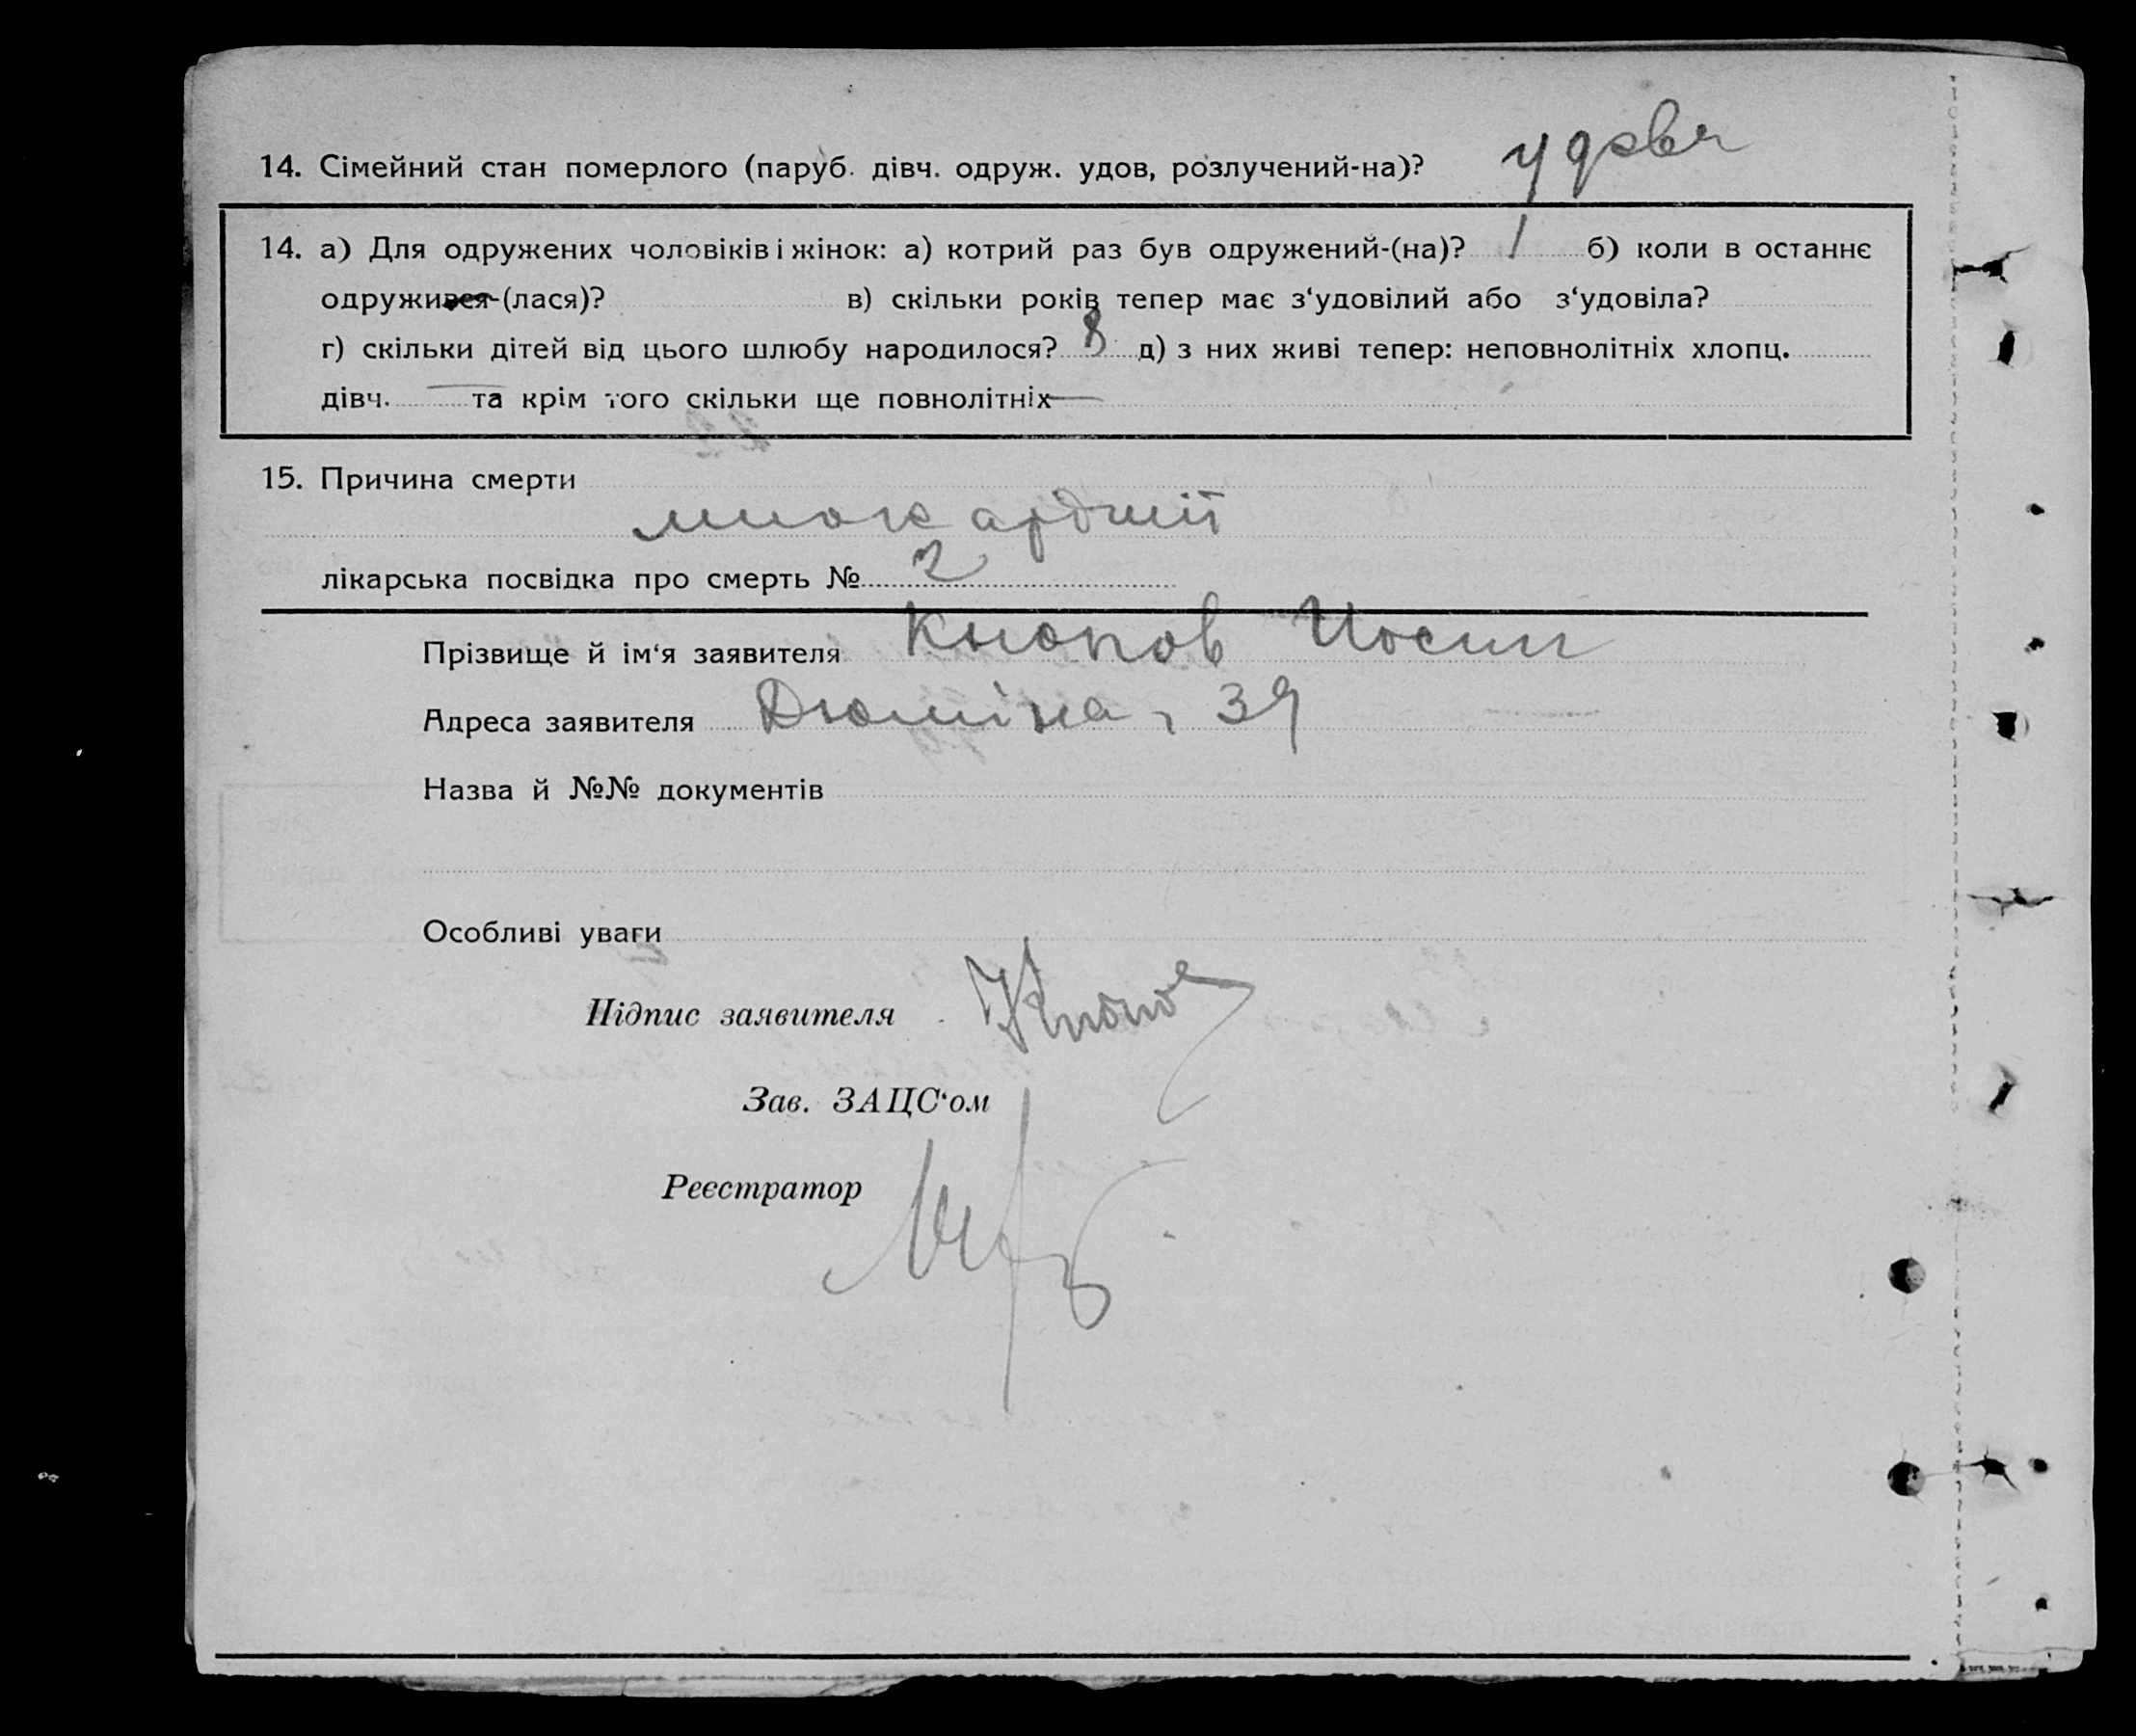 14. Сімейний стан померлого (паруб. дівч. одруж. удов, розлучений-на)? удова
14. а) Для одружених чоловіків і жінок: а) котрий раз був одружений-(на)? 1 б) коли в останнє
одружився-(лася)? в) скільки років тепер має з‘удовілий або з‘удовіла?
г) скільки дітей від цього шлюбу народилося? 8 д) з них живі тепер: неповнолітніх хлопц.
дівч. — та крім того скільки ще повнолітніх —
15. Причина смерти
миокардиії
лікарська посвідка про смерть № 2
Прізвище й ім‘я заявителя Кнопов Иосип
Адреса заявителя Дюміна, 39
Назва й №№ документів
Особливі уваги
Підпис заявителя Кнопов
Зав. ЗАЦС‘ом
Реєстратор